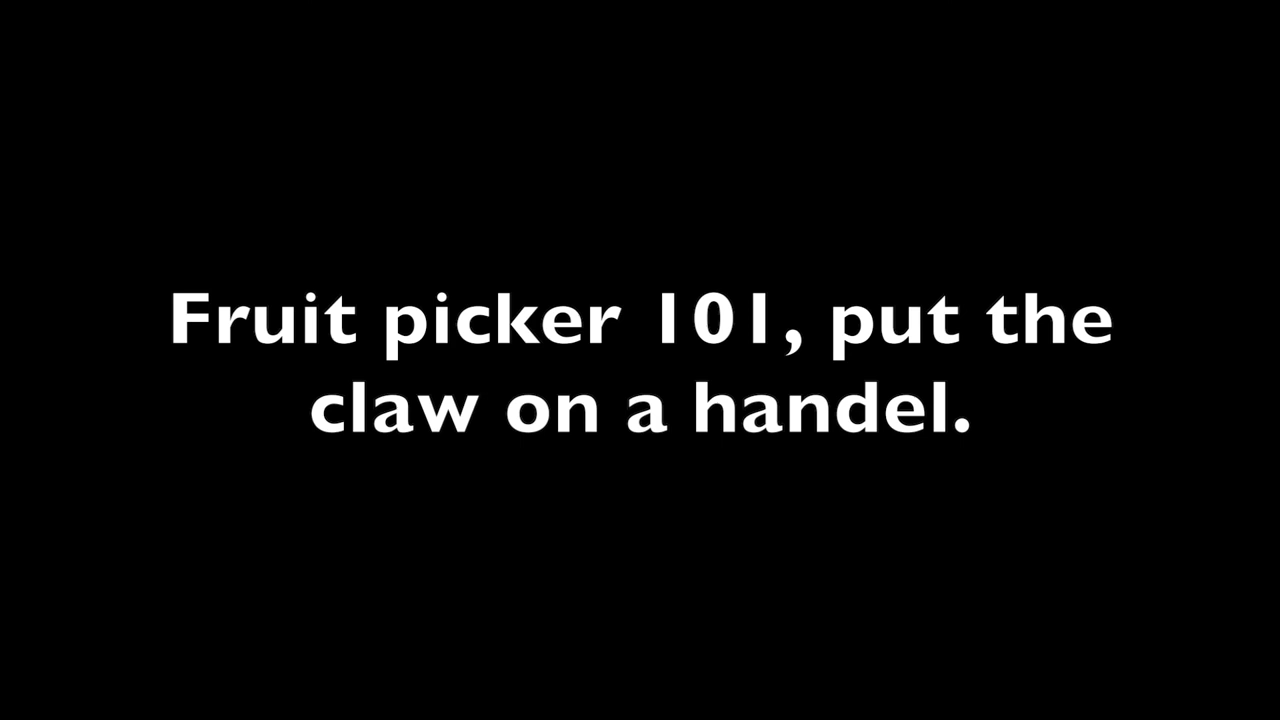 Fruit picker 101, put the
claw on a handel.